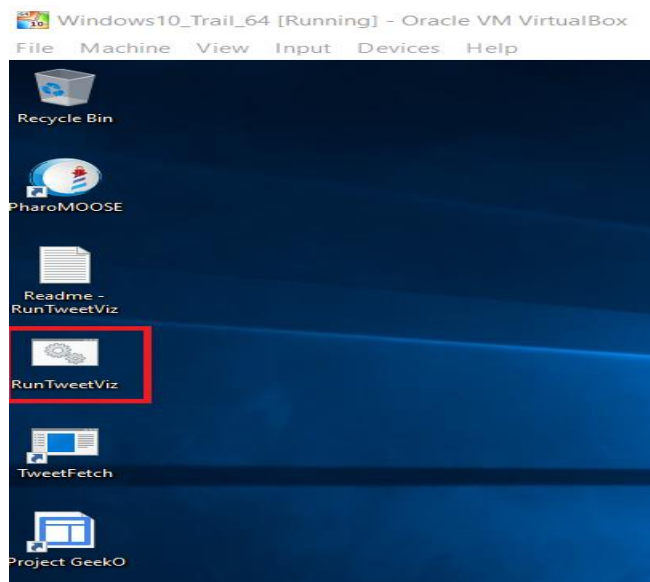 Windows10_Trail_64 [Running] - Oracle VM VirtualBox
File Machine View Input Devices Help
Recycle Bin
PharoMOOSE
Readme -
RunTweetViz
RunTweetViz
TweetFetch
Project GeekO